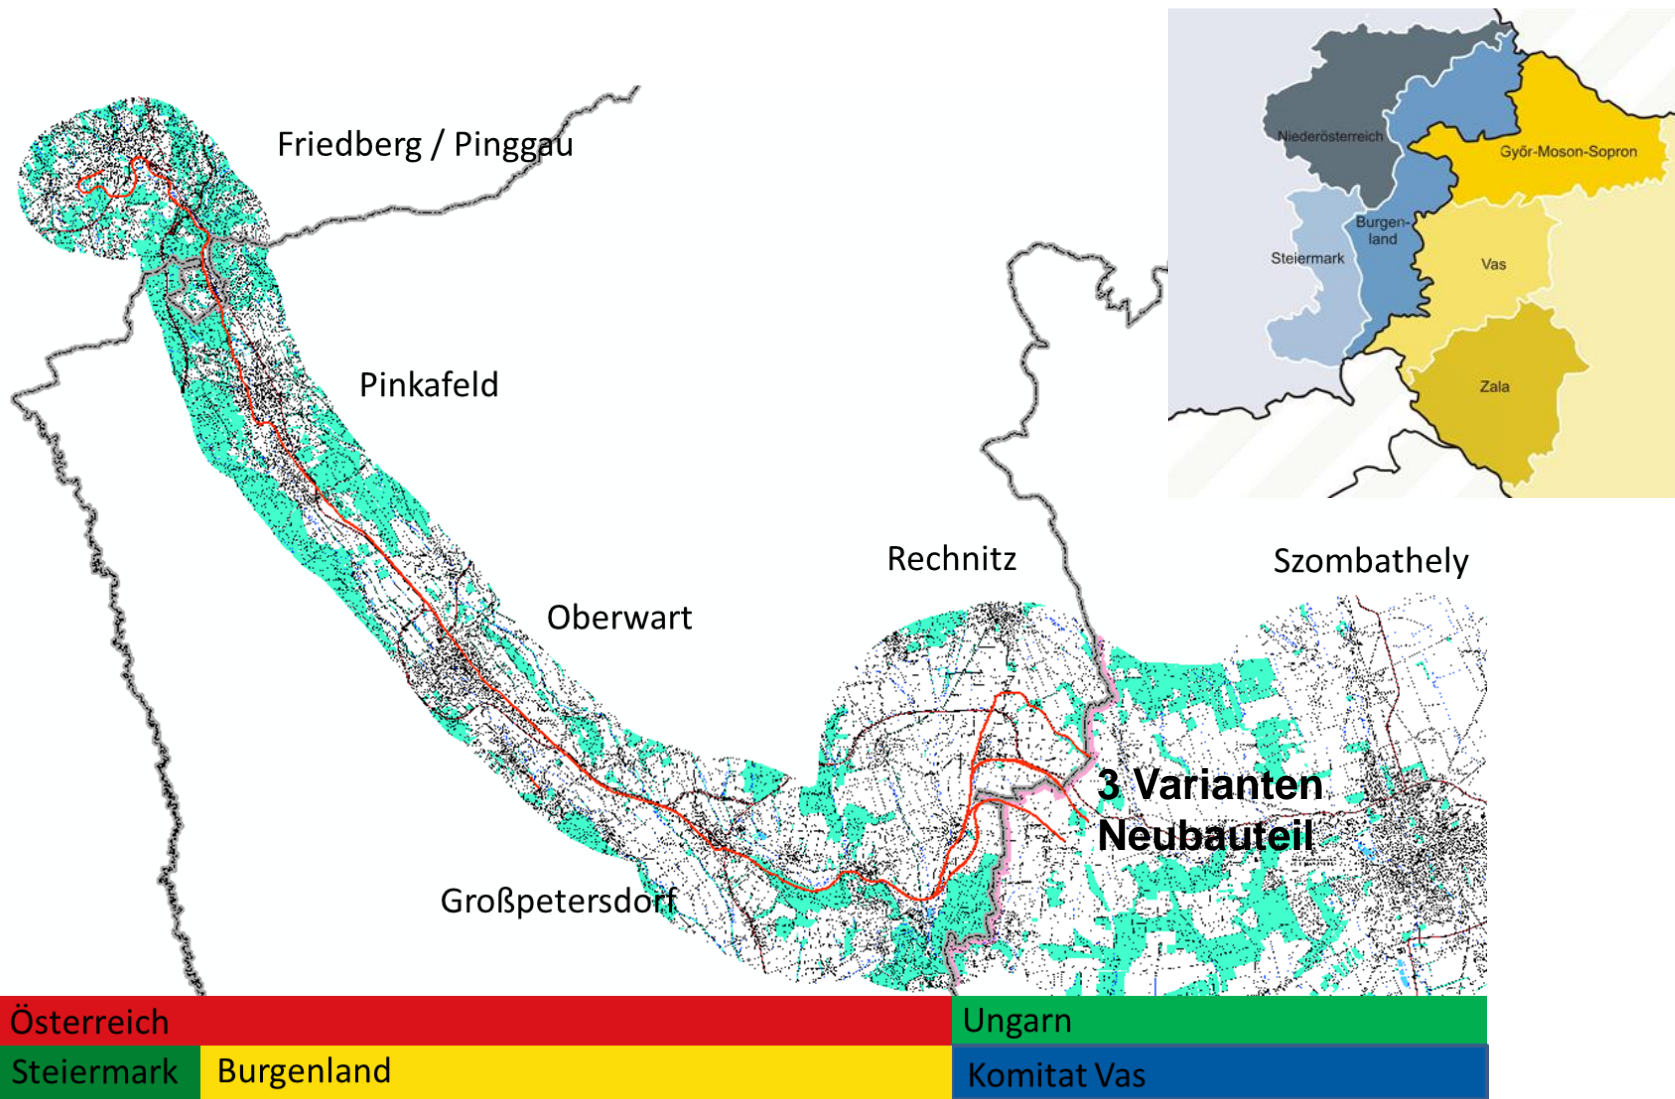 Friedberg / Pinggau
Niederösterreich
Győr-Moson-Sopron
Burgen-
land
Steiermark
Vas
Zala
Pinkafeld
Rechnitz
Szombathely
Oberwart
3 Varianten
Neubauteil
Großpetersdorf
Österreich
Ungarn
Steiermark
Burgenland
Komitat Vas